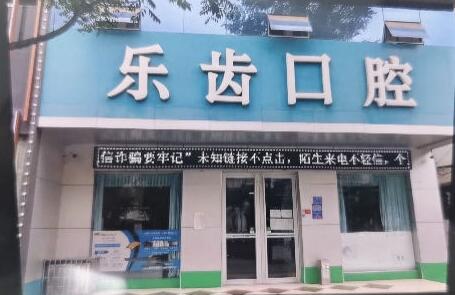 乐齿口腔
信诈骗要牢记”未知链接不点击，陌生来电不轻信，个